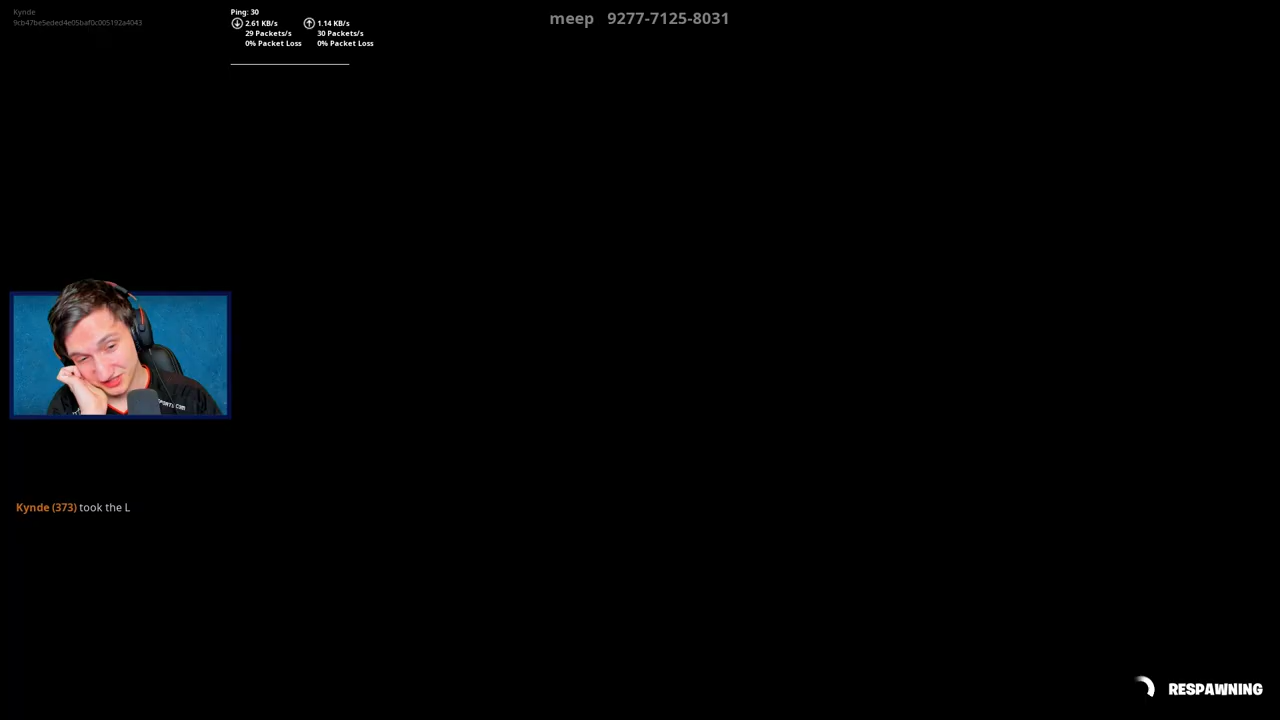 Kynde
9cb47be5eded4e05baf0c005192a4043
Ping: 30
2.61 KB/s
29 Packets/s
0% Packet Loss
1.14 KB/s
30 Packets/s
0% Packet Loss
meep 9277-7125-8031
Kynde (373) took the L
RESPAWNING